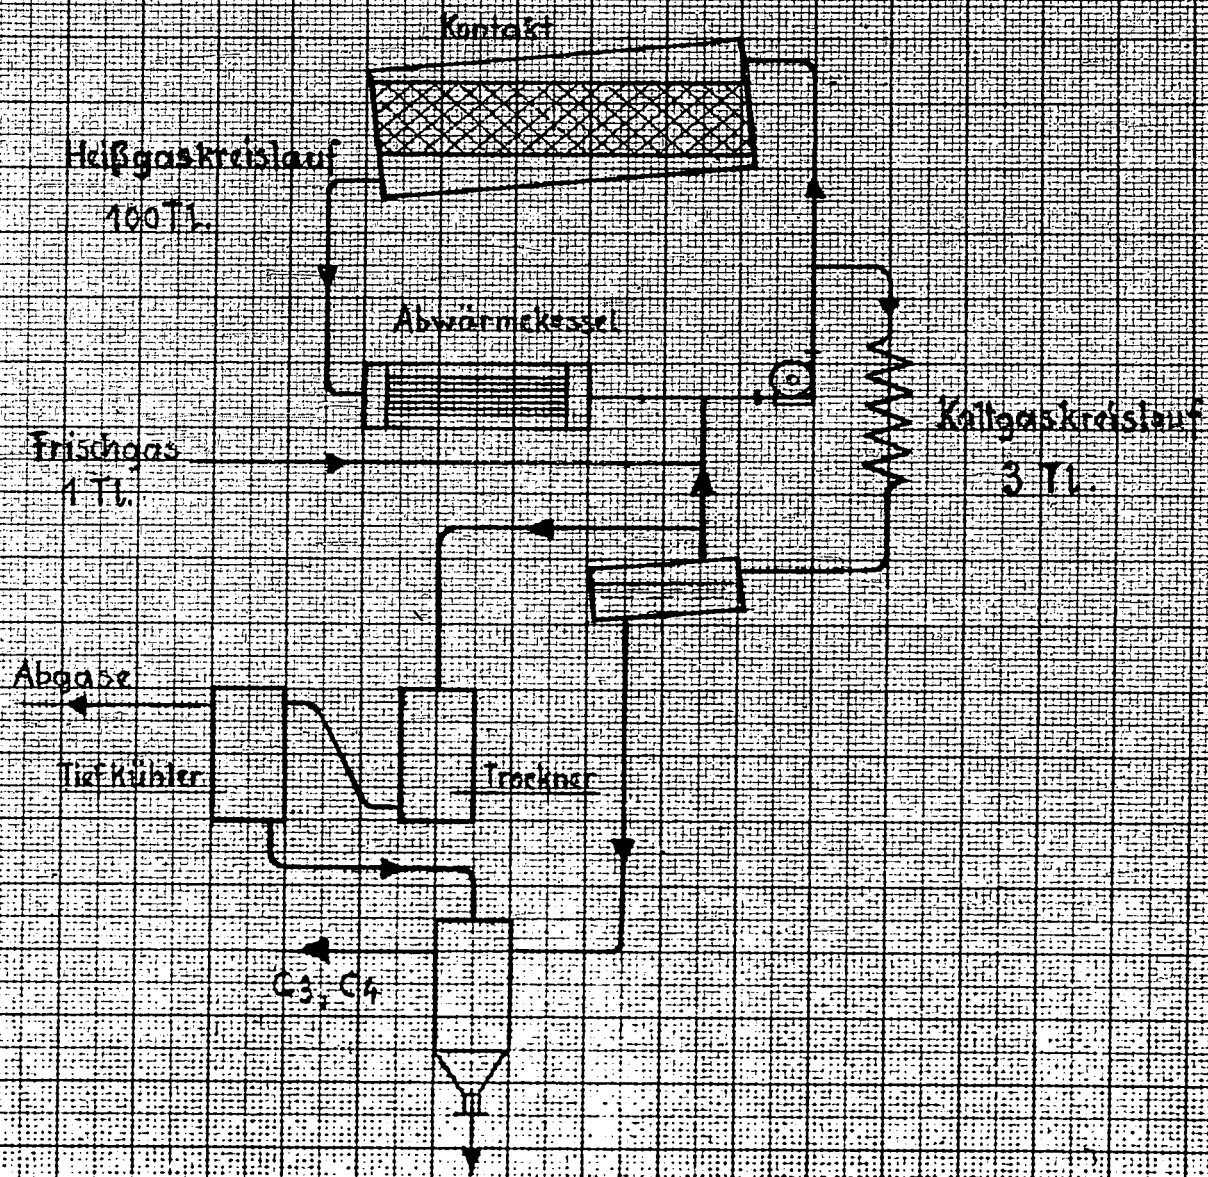 Kontakt
Heißgaskreislauf
100 Tl.
Abwärmekessel
Kaltgaskreislauf
3 Tl.
Frischgas
1 Tl.
Abgase
Tiefkühler
Trockner
C3, C4